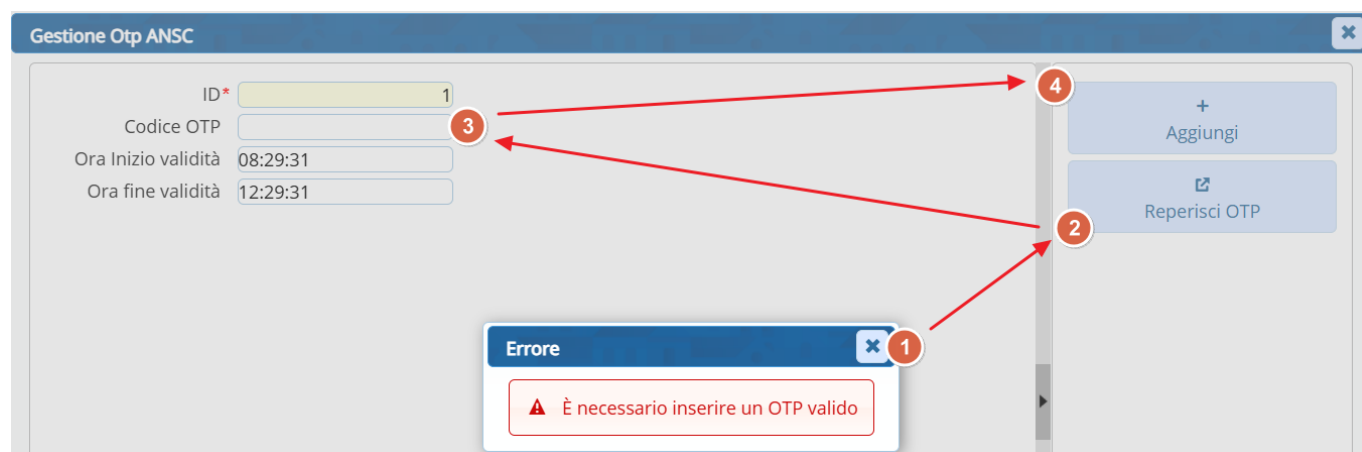 Gestione Otp ANSC
ID* 1
Codice OTP
Ora Inizio validità 08:29:31
Ora fine validità 12:29:31
4
3
2
1
+
Aggiungi
Reperisci OTP
Errore
È necessario inserire un OTP valido